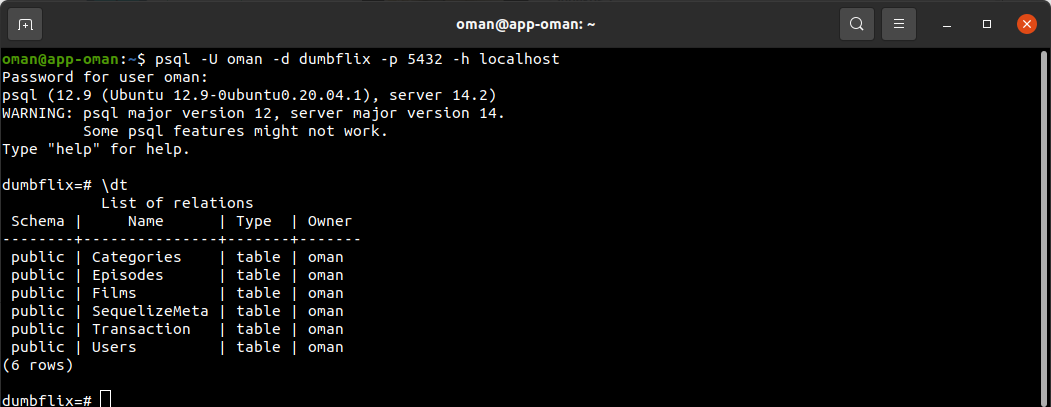 oman@app-oman: ~
oman@app-oman:~$ psql -U oman -d dumbflix -p 5432 -h localhost
Password for user oman:
psql (12.9 (Ubuntu 12.9-0ubuntu0.20.04.1), server 14.2)
WARNING: psql major version 12, server major version 14.
         Some psql features might not work.
Type "help" for help.

dumbflix=# \dt
           List of relations
 Schema |     Name      | Type  | Owner
--------+---------------+-------+-------
 public | Categories    | table | oman
 public | Episodes      | table | oman
 public | Films         | table | oman
 public | SequelizeMeta | table | oman
 public | Transaction   | table | oman
 public | Users         | table | oman
(6 rows)

dumbflix=#